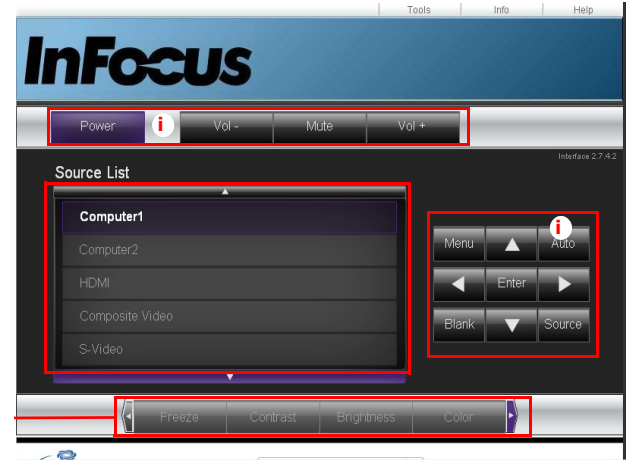 Tools Info Help
InFocus
Power i Vol - Mute Vol +
Interface 2.7.4.2
Source List
Computer1
Computer2
HDMI
Composite Video
S-Video
i
Menu Auto
Enter
Blank Source
Freeze Contrast Brightness Color